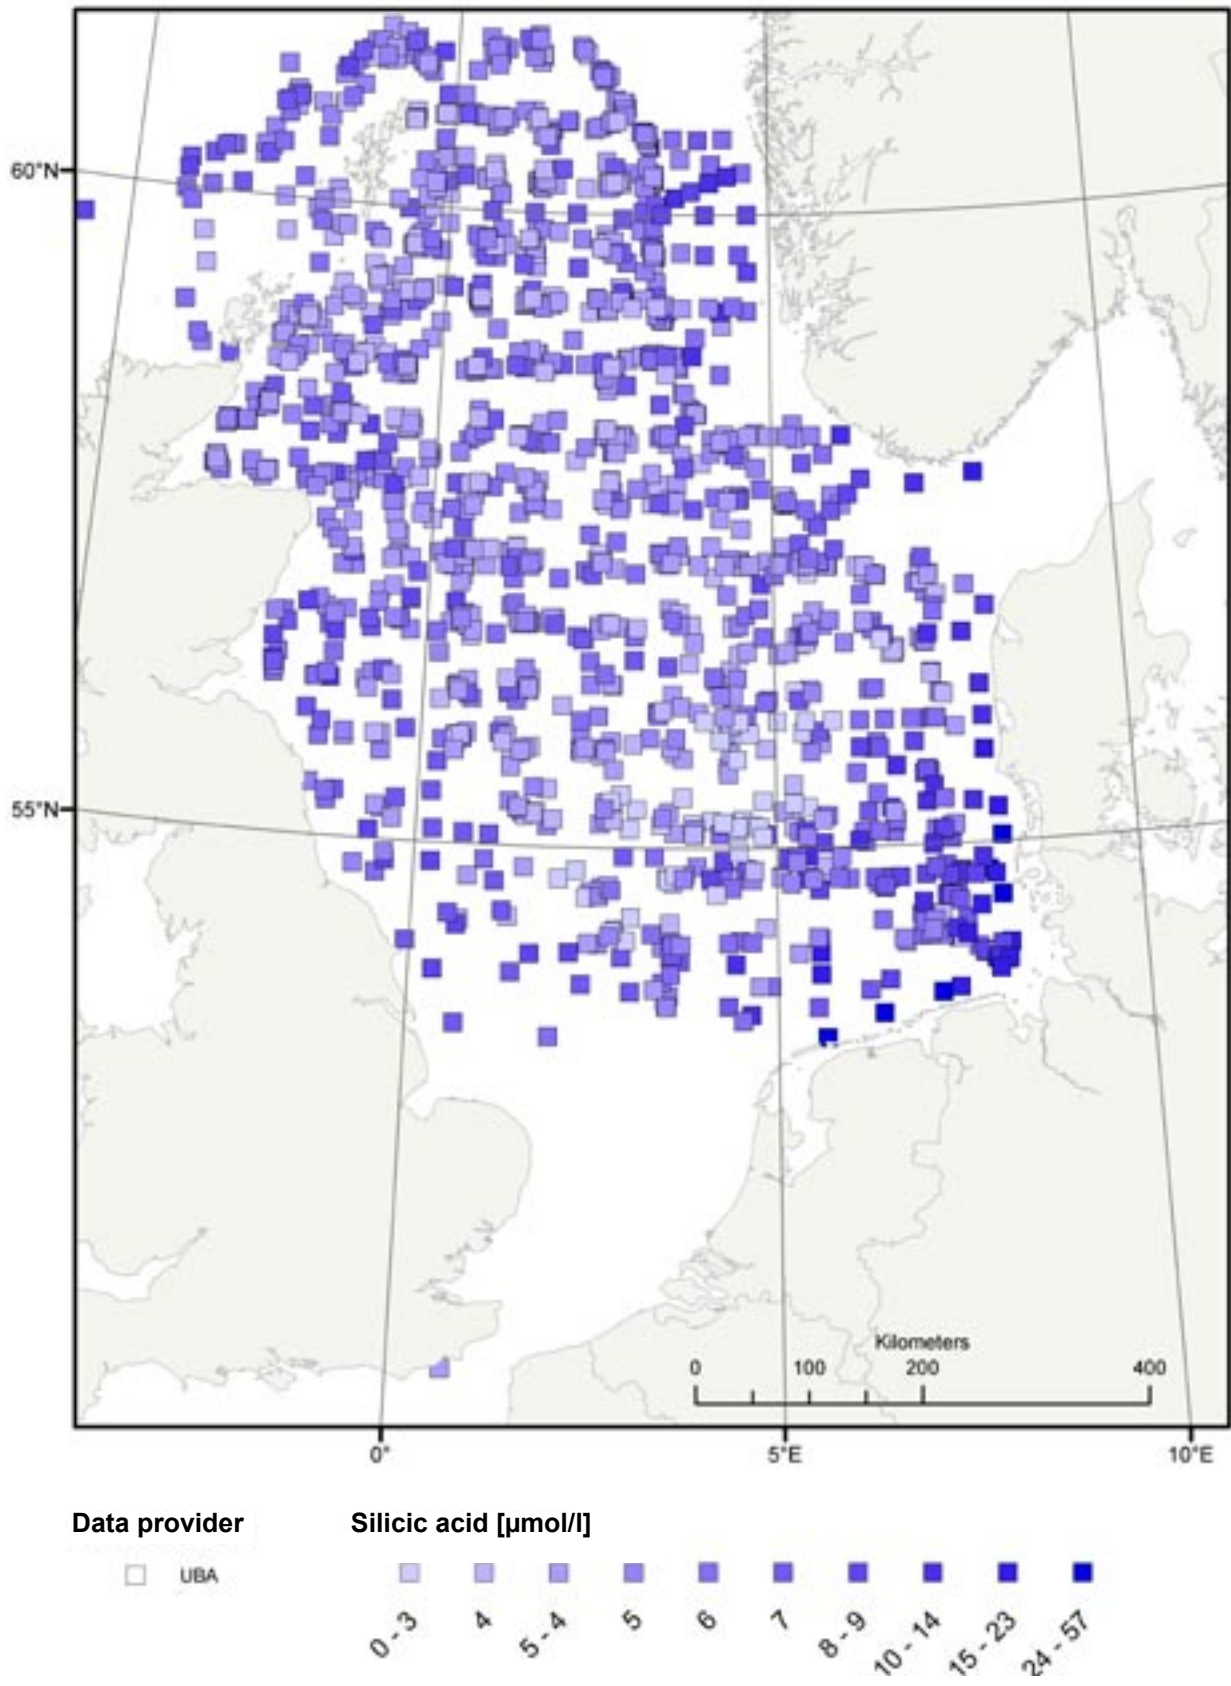 60°N
55°N
Kilometers
0 100 200 400
0° 5°E 10°E
Data provider
UBA
Silicic acid [µmol/l]
0 - 3
4
5 - 4
5
6
7
8 - 9
10 - 14
15 - 23
24 - 57